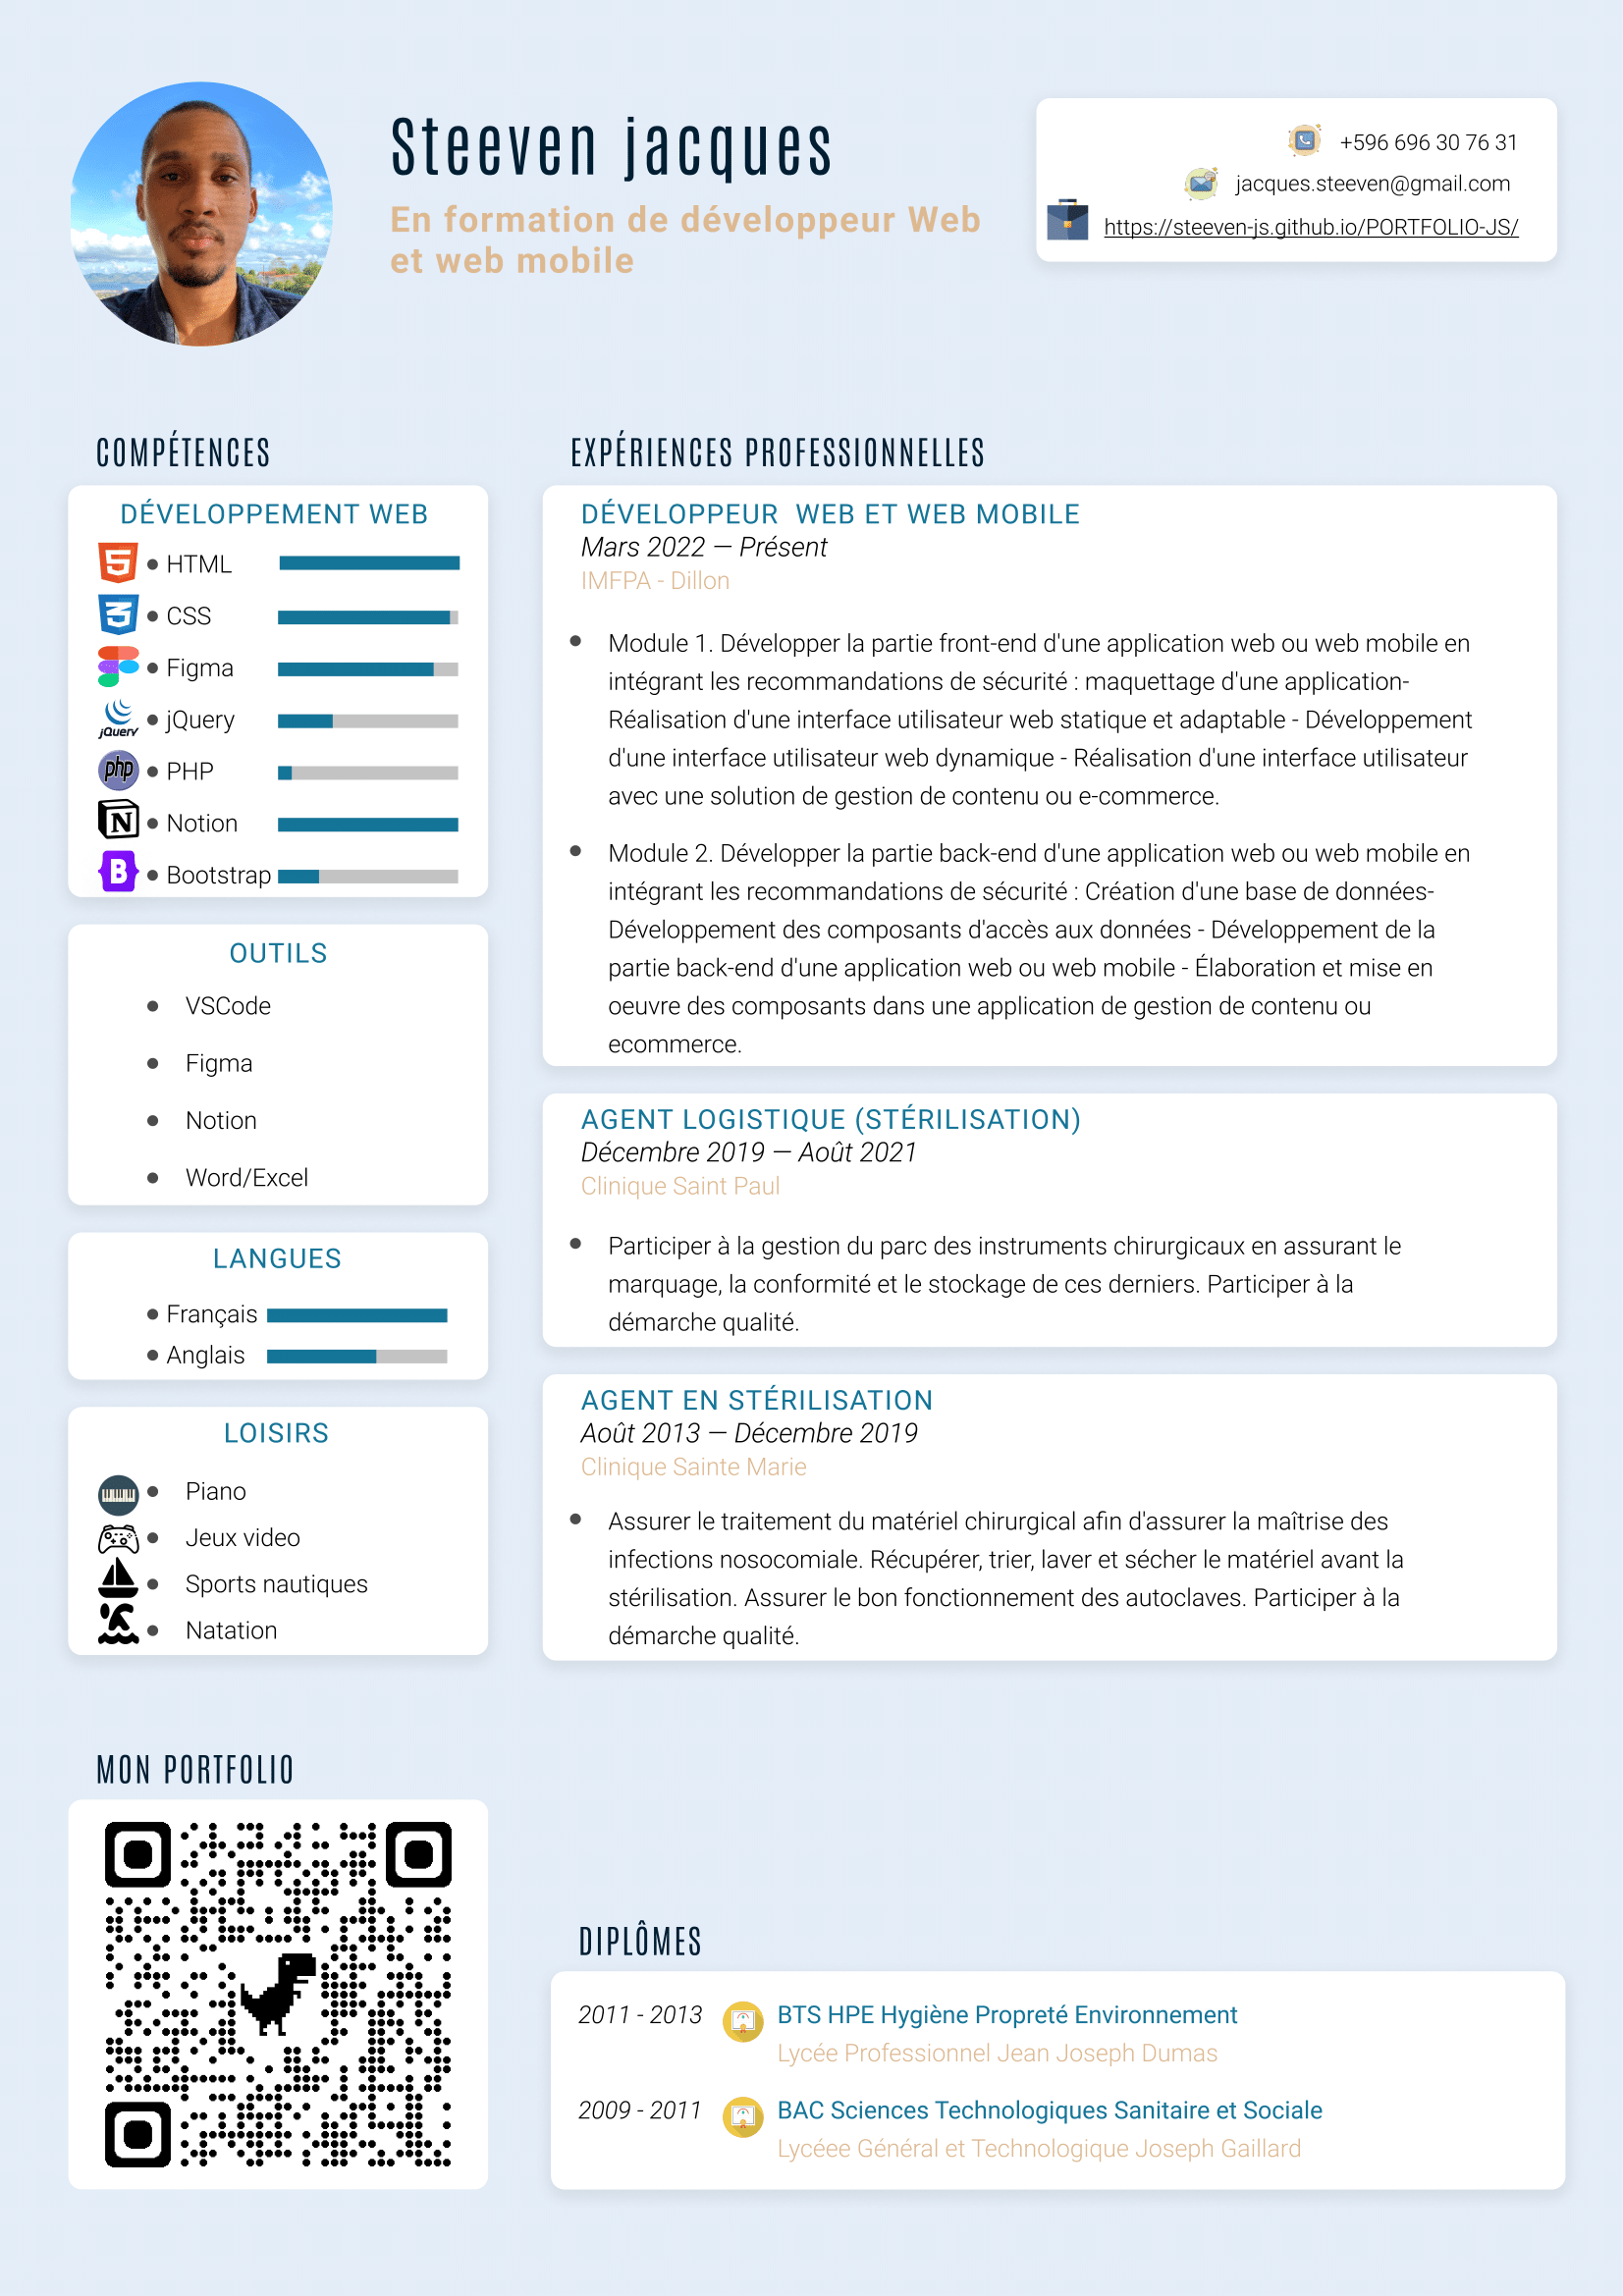 Steeven jacques
En formation de développeur Web
et web mobile
+596 696 30 76 31
jacques.steeven@gmail.com
https://steeven-js.github.io/PORTFOLIO-JS/
COMPÉTENCES
DÉVELOPPEMENT WEB
HTML
CSS
Figma
jQuery
jQuery
php
PHP
N
Notion
B
Bootstrap
OUTILS
VSCode
Figma
Notion
Word/Excel
LANGUES
Français
Anglais
LOISIRS
Piano
Jeux video
Sports nautiques
Natation
MON PORTFOLIO
EXPÉRIENCES PROFESSIONNELLES
DÉVELOPPEUR WEB ET WEB MOBILE
Mars 2022 — Présent
IMFPA - Dillon
Module 1. Développer la partie front-end d'une application web ou web mobile en
intégrant les recommandations de sécurité : maquettage d'une application-
Réalisation d'une interface utilisateur web statique et adaptable - Développement
d'une interface utilisateur web dynamique - Réalisation d'une interface utilisateur
avec une solution de gestion de contenu ou e-commerce.
Module 2. Développer la partie back-end d'une application web ou web mobile en
intégrant les recommandations de sécurité : Création d'une base de données-
Développement des composants d'accès aux données - Développement de la
partie back-end d'une application web ou web mobile - Élaboration et mise en
oeuvre des composants dans une application de gestion de contenu ou
ecommerce.
AGENT LOGISTIQUE (STÉRILISATION)
Décembre 2019 — Août 2021
Clinique Saint Paul
Participer à la gestion du parc des instruments chirurgicaux en assurant le
marquage, la conformité et le stockage de ces derniers. Participer à la
démarche qualité.
AGENT EN STÉRILISATION
Août 2013 — Décembre 2019
Clinique Sainte Marie
Assurer le traitement du matériel chirurgical afin d'assurer la maîtrise des
infections nosocomiale. Récupérer, trier, laver et sécher le matériel avant la
stérilisation. Assurer le bon fonctionnement des autoclaves. Participer à la
démarche qualité.
DIPLÔMES
2011 - 2013
BTS HPE Hygiène Propreté Environnement
Lycée Professionnel Jean Joseph Dumas
2009 - 2011
BAC Sciences Technologiques Sanitaire et Sociale
Lycéee Général et Technologique Joseph Gaillard